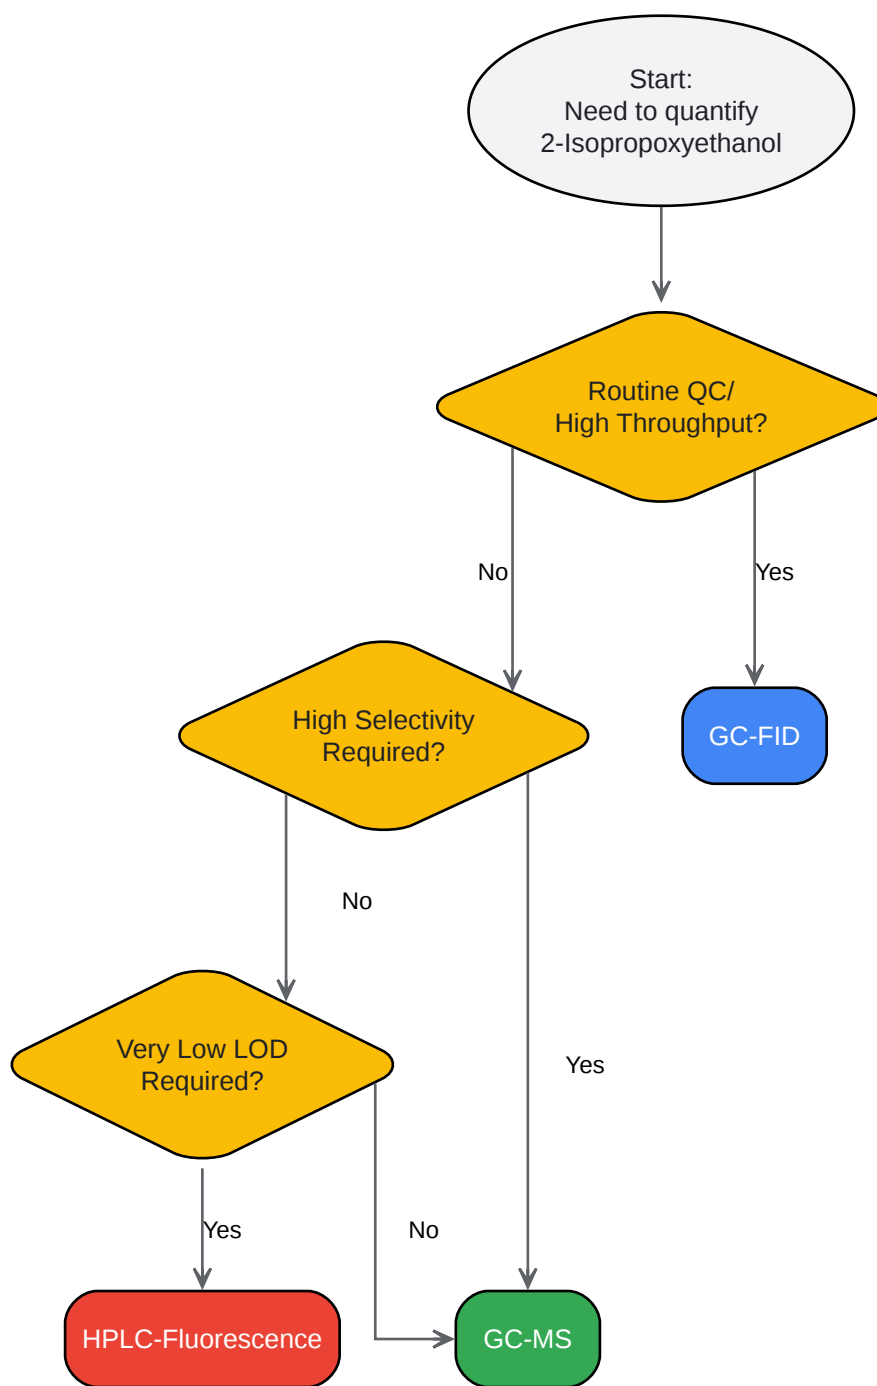 Start:
Need to quantify
2-Isopropoxyethanol
Routine QC/
High Throughput?
No
Yes
High Selectivity
Required?
GC-FID
No
Very Low LOD
Required?
Yes
Yes
No
HPLC-Fluorescence
GC-MS